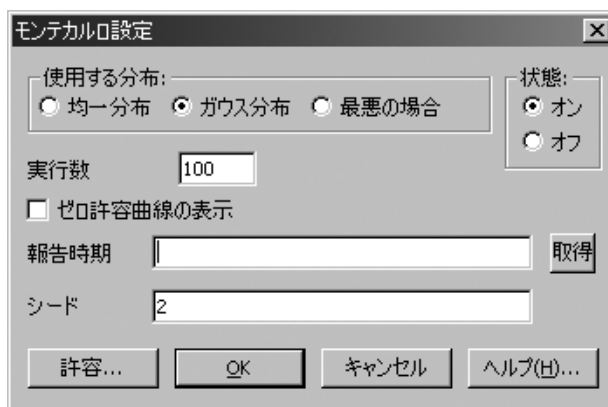 モンテカルロ設定
使用する分布:
均一分布 ガウス分布 最悪の場合
状態:
オン
オフ
実行数 100
ゼロ許容曲線の表示
報告時期 取得
シード 2
許容... OK キャンセル ヘルプ(H)...